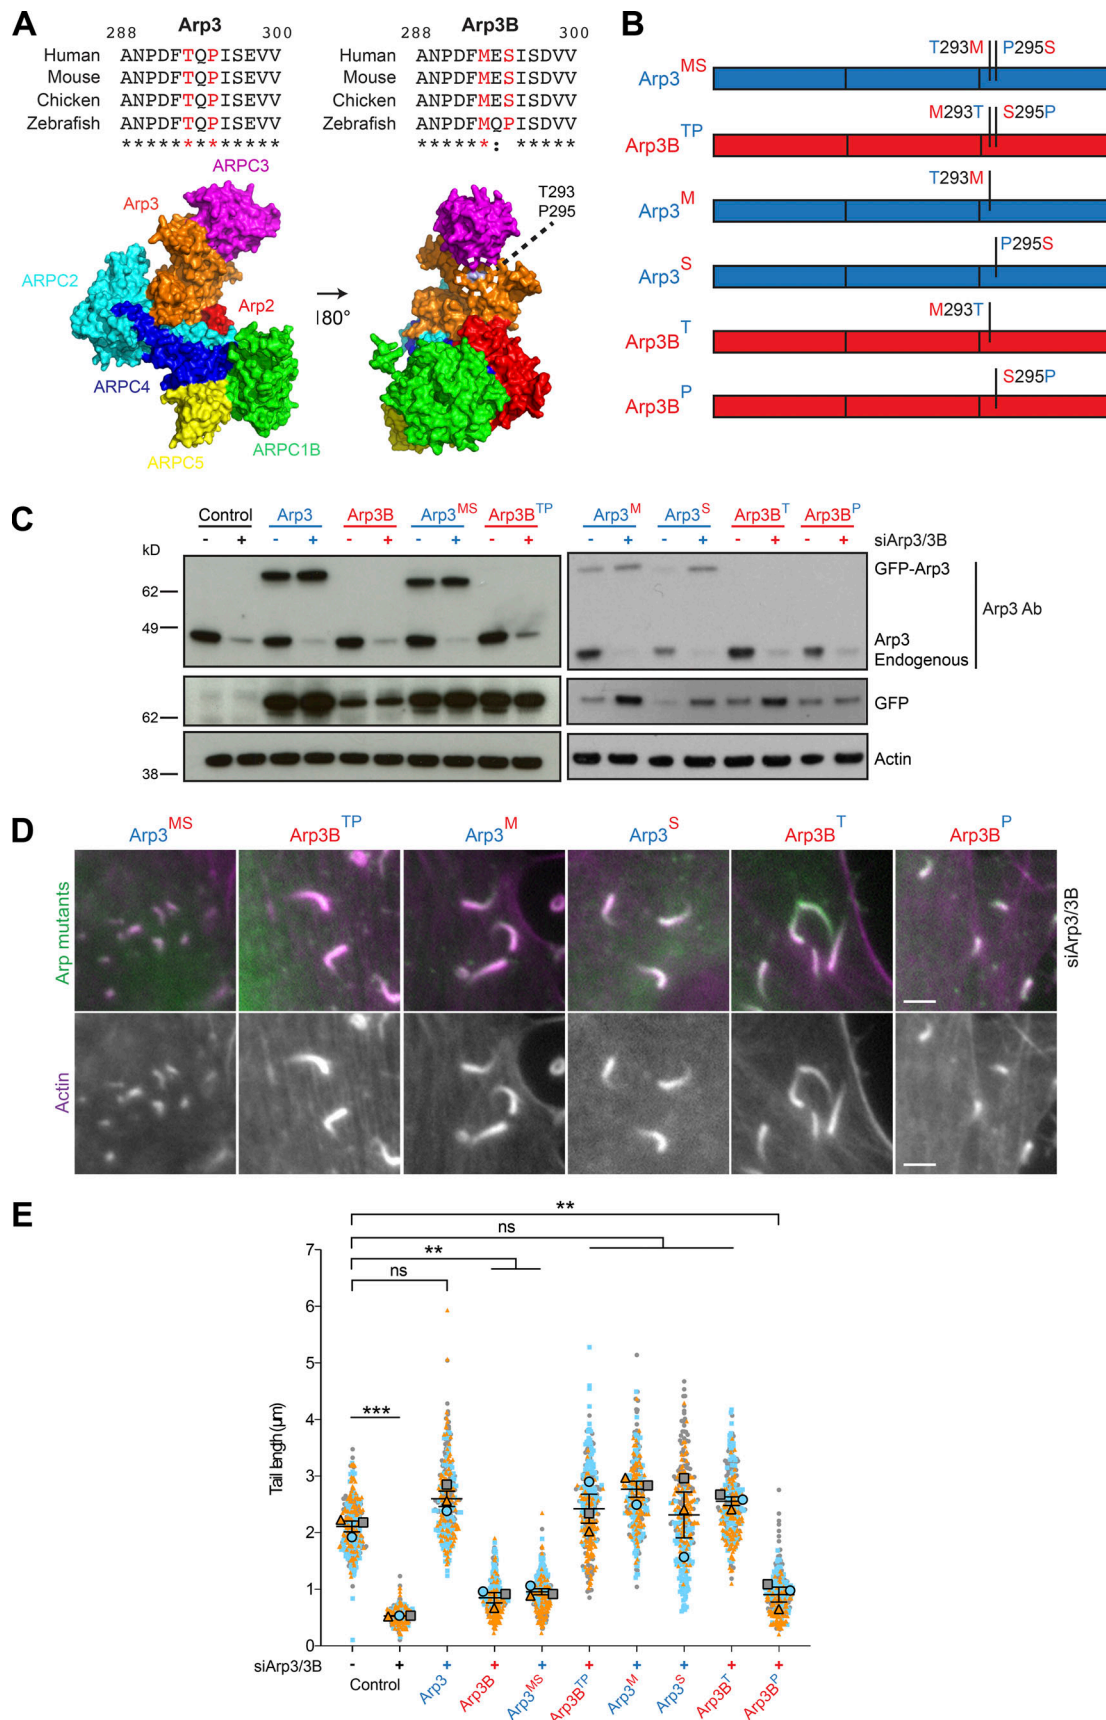 A
Arp3
Arp3B
B
288 300
288 300
Human ANPDFTQPISEVV
Mouse ANPDFTQPISEVV
Chicken ANPDFTQPISEVV
Zebrafish ANPDFTQPISEVV
*************
Human ANPDFMESISDVV
Mouse ANPDFMESISDVV
Chicken ANPDFMESISDVV
Zebrafish ANPDFMQPISDVV
******: *****
ARPC3
Arp3
ARPC2
Arp2
ARPC4
ARPC5
ARPC1B
180°
T293
P295
T293M P295S
Arp3MS
M293T S295P
Arp3BTP
T293M
Arp3M
P295S
Arp3S
M293T
Arp3BT
S295P
Arp3BP
C
Control Arp3 Arp3B Arp3MS Arp3BTP Arp3M Arp3S Arp3BT Arp3BP
- + - + - + - + - + - + - + - + - + siArp3/3B
kD
62
49
62
38
GFP-Arp3
Arp3 Ab
Arp3
Endogenous
GFP
Actin
D
Arp3MS Arp3BTP Arp3M Arp3S Arp3BT Arp3BP
Arp mutants
Actin
siArp3/3B
E
**
ns
**
ns
***
Tail length (μm)
7
6
5
4
3
2
1
0
siArp3/3B - + + + + + + + + +
Control Arp3 Arp3B Arp3MS Arp3BTP Arp3M Arp3S Arp3BT Arp3BP